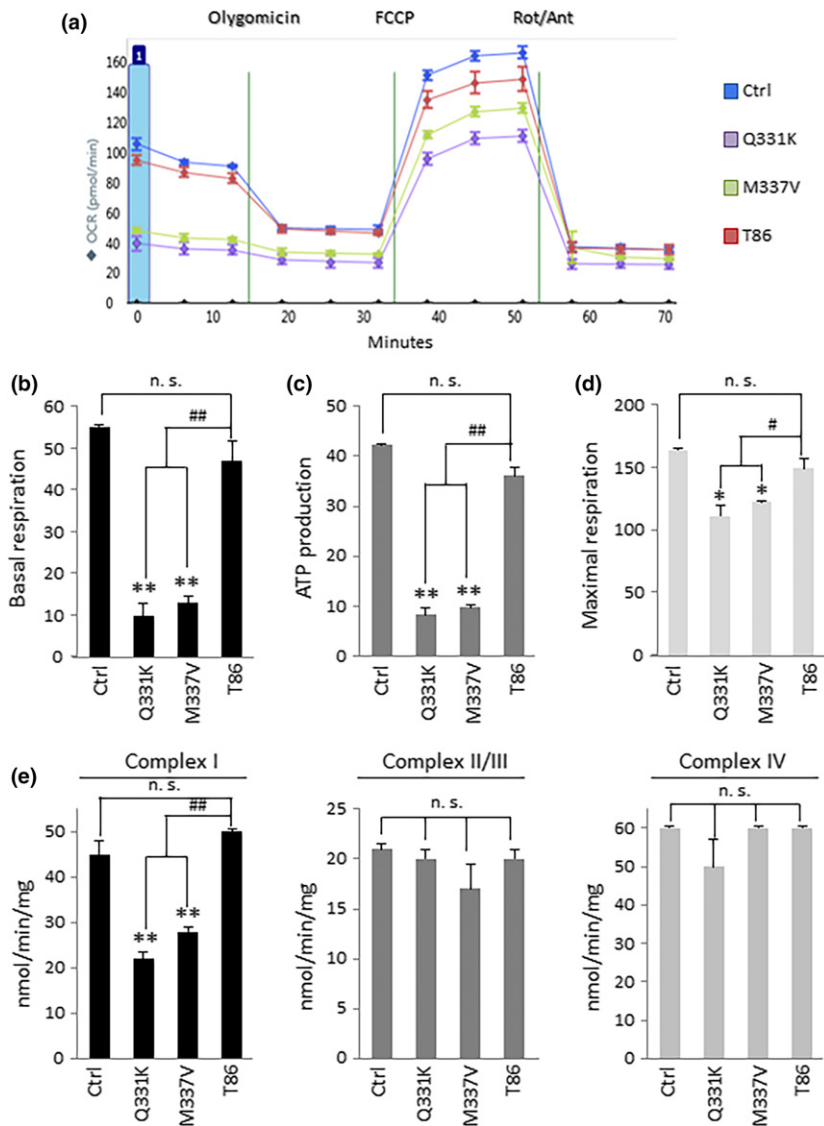 (a)
Olygomicin FCCP Rot/Ant
1
160
140
120
100
80
60
40
20
0
OCR (pmol/min)
0 10 20 30 40 50 60 70
Minutes
Ctrl
Q331K
M337V
T86
(b)
n. s.
##
60
50
40
30
20
10
0
Basal respiration
** **
Ctrl Q331K M337V T86
(c)
n. s.
##
50
40
30
20
10
0
ATP production
** **
Ctrl Q331K M337V T86
(d)
n. s.
#
200
150
100
50
0
Maximal respiration
* *
Ctrl Q331K M337V T86
(e)
Complex I
n. s.
##
50
40
30
20
10
0
nmol/min/mg
** **
Ctrl Q331K M337V T86
Complex II/III
n. s.
25
20
15
10
5
0
nmol/min/mg
Ctrl Q331K M337V T86
Complex IV
n. s.
60
50
40
30
20
10
0
nmol/min/mg
Ctrl Q331K M337V T86